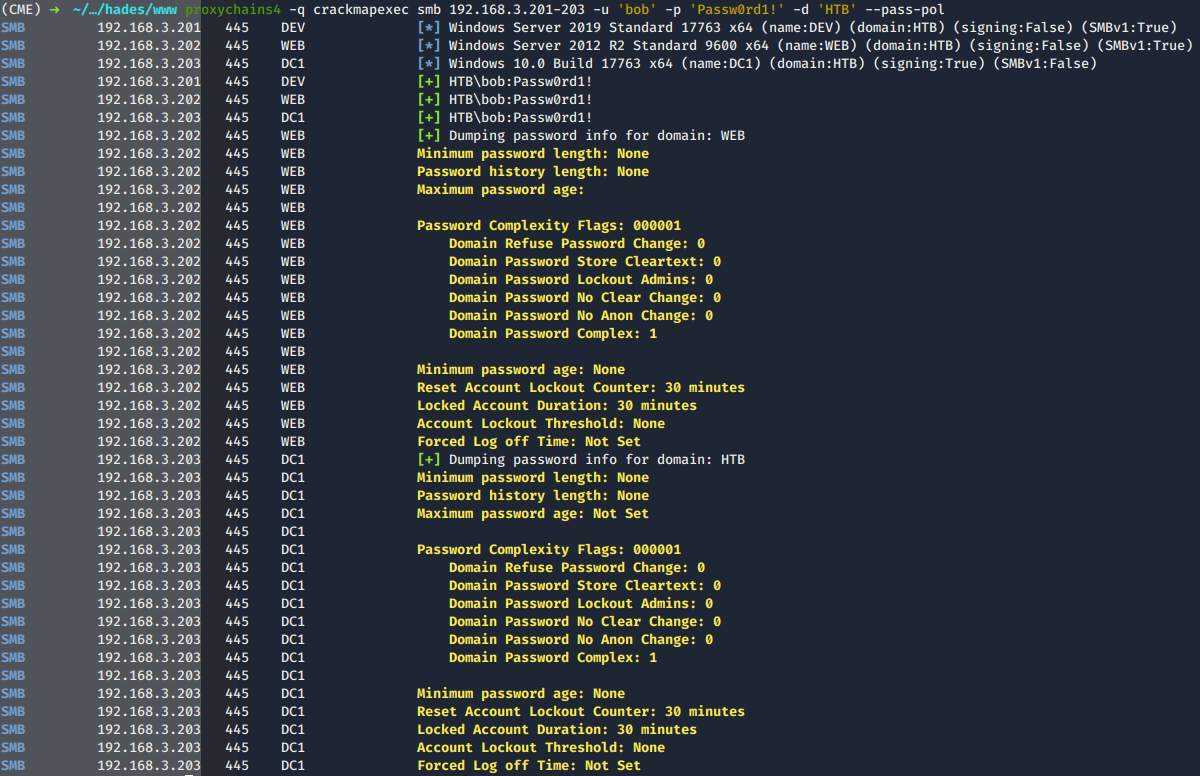 (CME) → ~/…/hades/www proxychains4 -q crackmapexec smb 192.168.3.201-203 -u 'bob' -p 'Passw0rd1!' -d 'HTB' --pass-pol
SMB 192.168.3.201 445 DEV [*] Windows Server 2019 Standard 17763 x64 (name:DEV) (domain:HTB) (signing:False) (SMBv1:True)
SMB 192.168.3.202 445 WEB [*] Windows Server 2012 R2 Standard 9600 x64 (name:WEB) (domain:HTB) (signing:False) (SMBv1:True)
SMB 192.168.3.203 445 DC1 [*] Windows 10.0 Build 17763 x64 (name:DC1) (domain:HTB) (signing:True) (SMBv1:False)
SMB 192.168.3.201 445 DEV [+] HTB\bob:Passw0rd1!
SMB 192.168.3.202 445 WEB [+] HTB\bob:Passw0rd1!
SMB 192.168.3.203 445 DC1 [+] HTB\bob:Passw0rd1!
SMB 192.168.3.202 445 WEB [+] Dumping password info for domain: WEB
SMB 192.168.3.202 445 WEB Minimum password length: None
SMB 192.168.3.202 445 WEB Password history length: None
SMB 192.168.3.202 445 WEB Maximum password age:
SMB 192.168.3.202 445 WEB
SMB 192.168.3.202 445 WEB Password Complexity Flags: 000001
SMB 192.168.3.202 445 WEB Domain Refuse Password Change: 0
SMB 192.168.3.202 445 WEB Domain Password Store Cleartext: 0
SMB 192.168.3.202 445 WEB Domain Password Lockout Admins: 0
SMB 192.168.3.202 445 WEB Domain Password No Clear Change: 0
SMB 192.168.3.202 445 WEB Domain Password No Anon Change: 0
SMB 192.168.3.202 445 WEB Domain Password Complex: 1
SMB 192.168.3.202 445 WEB
SMB 192.168.3.202 445 WEB Minimum password age: None
SMB 192.168.3.202 445 WEB Reset Account Lockout Counter: 30 minutes
SMB 192.168.3.202 445 WEB Locked Account Duration: 30 minutes
SMB 192.168.3.202 445 WEB Account Lockout Threshold: None
SMB 192.168.3.202 445 WEB Forced Log off Time: Not Set
SMB 192.168.3.203 445 DC1 [+] Dumping password info for domain: HTB
SMB 192.168.3.203 445 DC1 Minimum password length: None
SMB 192.168.3.203 445 DC1 Password history length: None
SMB 192.168.3.203 445 DC1 Maximum password age: Not Set
SMB 192.168.3.203 445 DC1
SMB 192.168.3.203 445 DC1 Password Complexity Flags: 000001
SMB 192.168.3.203 445 DC1 Domain Refuse Password Change: 0
SMB 192.168.3.203 445 DC1 Domain Password Store Cleartext: 0
SMB 192.168.3.203 445 DC1 Domain Password Lockout Admins: 0
SMB 192.168.3.203 445 DC1 Domain Password No Clear Change: 0
SMB 192.168.3.203 445 DC1 Domain Password No Anon Change: 0
SMB 192.168.3.203 445 DC1 Domain Password Complex: 1
SMB 192.168.3.203 445 DC1
SMB 192.168.3.203 445 DC1 Minimum password age: None
SMB 192.168.3.203 445 DC1 Reset Account Lockout Counter: 30 minutes
SMB 192.168.3.203 445 DC1 Locked Account Duration: 30 minutes
SMB 192.168.3.203 445 DC1 Account Lockout Threshold: None
SMB 192.168.3.203 445 DC1 Forced Log off Time: Not Set